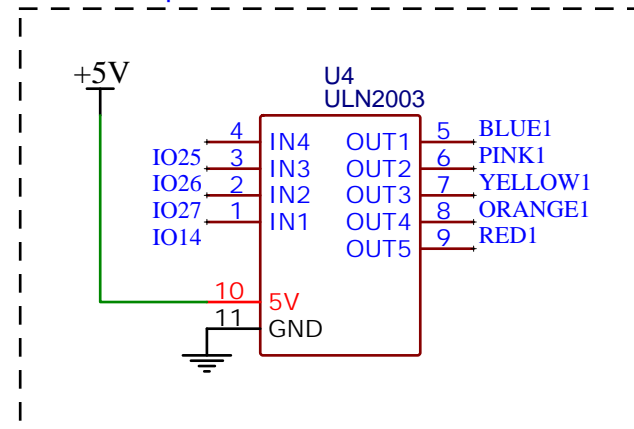 +5V
U4
ULN2003
4 IN4 OUT1 5 BLUE1
IO25 3 IN3 OUT2 6 PINK1
IO26 2 IN2 OUT3 7 YELLOW1
IO27 1 IN1 OUT4 8 ORANGE1
IO14 OUT5 9 RED1
10 5V
11 GND